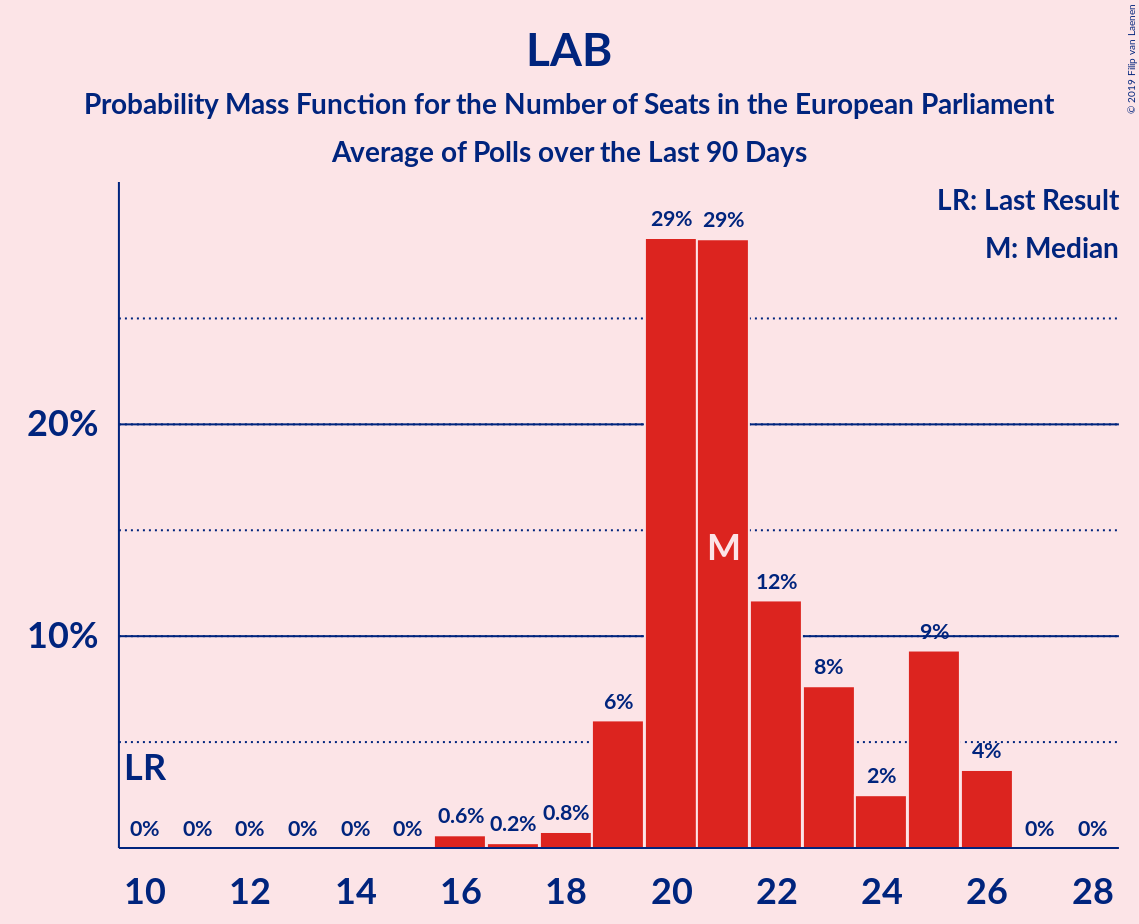 LAB
Probability Mass Function for the Number of Seats in the European Parliament
Average of Polls over the Last 90 Days
© 2019 Filip van Laenen
LR: Last Result
M: Median
29% 29%
20%
M
12%
10%
9%
8%
6%
4%
LR
2%
0% 0% 0% 0% 0% 0% 0.6% 0.2% 0.8% 0% 0%
10 12 14 16 18 20 22 24 26 28